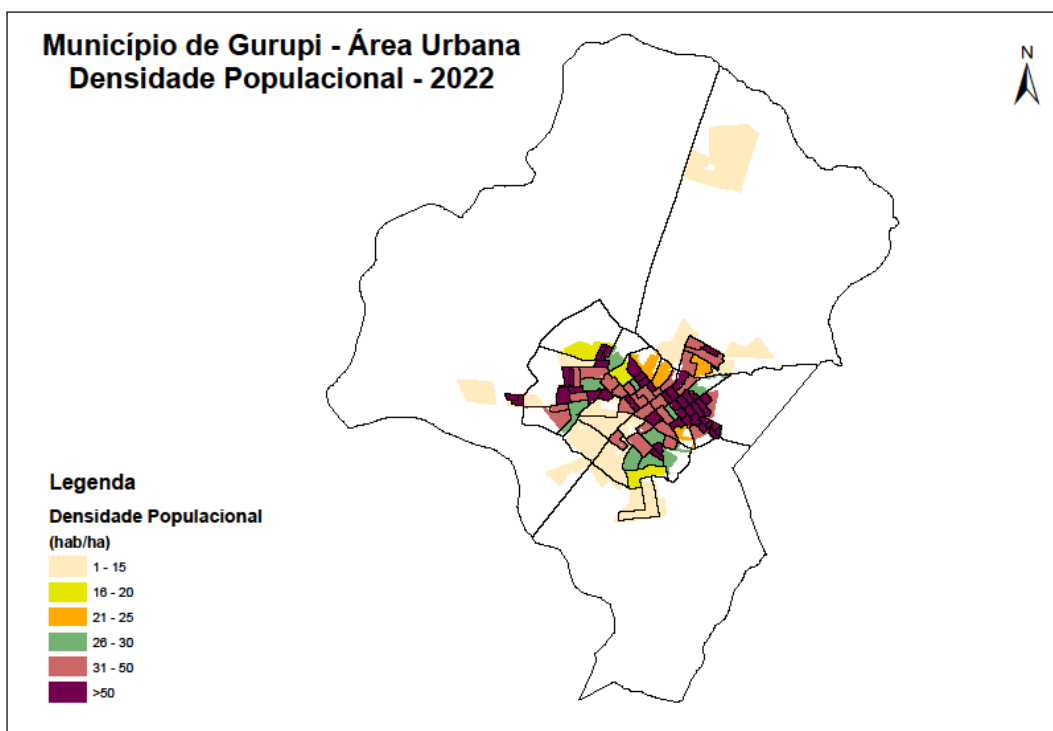 Município de Gurupi - Área Urbana
Densidade Populacional - 2022
N
Legenda
Densidade Populacional
(hab/ha)
1 - 15
16 - 20
21 - 25
26 - 30
31 - 50
>50